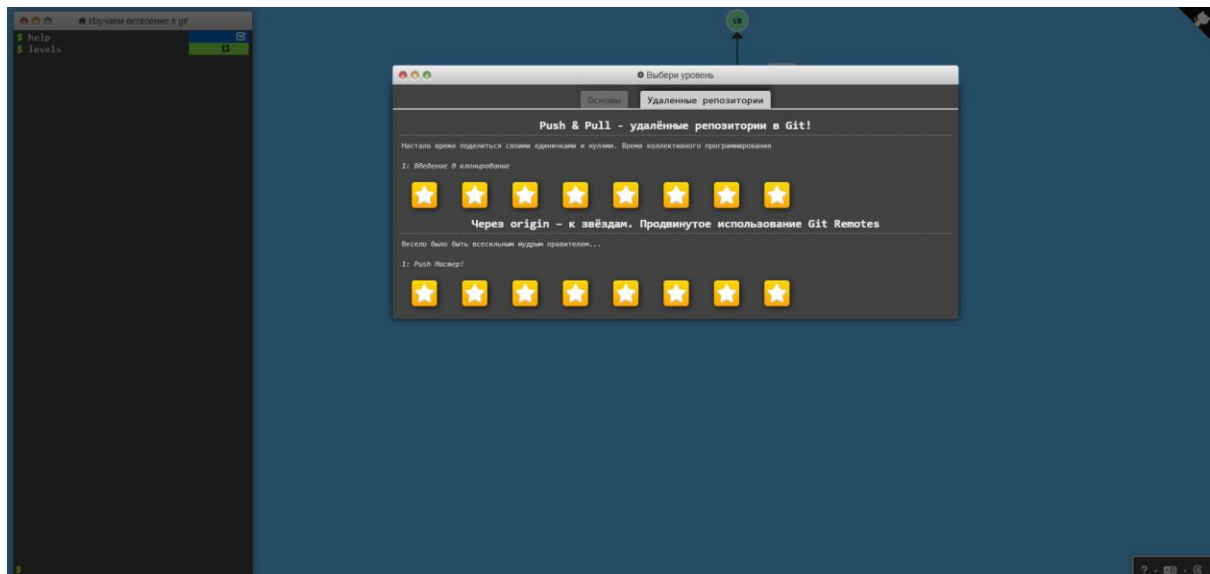 Изучаем ветвление в git
$ help
$ levels
$
c0
Выбери уровень
Основы
Удаленные репозитории
Push & Pull - удалённые репозитории в Git!
Настало время поделиться своими единичками и нулями. Время коллективного программирования
1: Введение в клонирование
Через origin – к звёздам. Продвинутое использование Git Remotes
Весело было быть всесильным мудрым правителем...
1: Push Мастер!
?